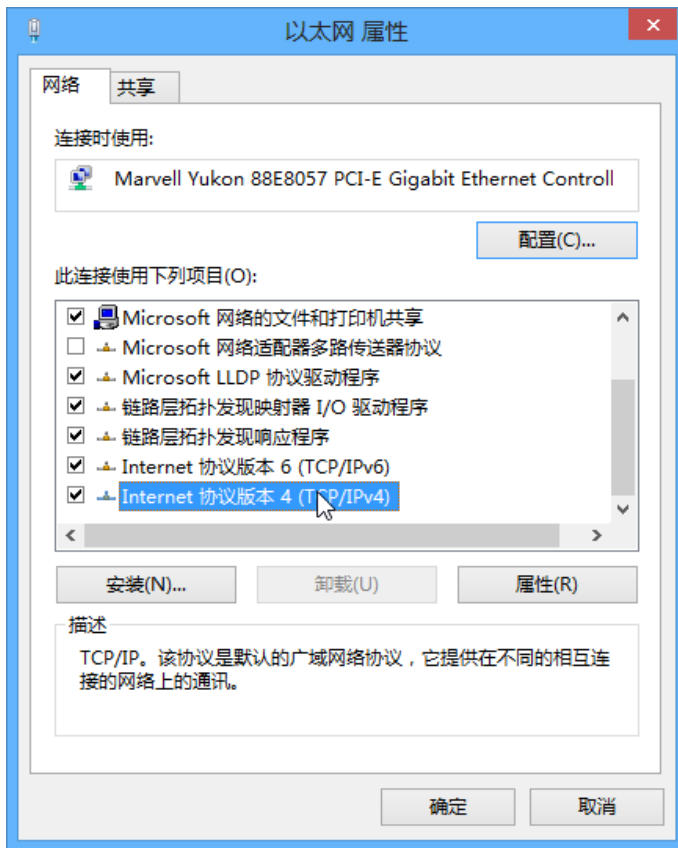 以太网 属性
网络
共享
连接时使用:
Marvell Yukon 88E8057 PCI-E Gigabit Ethernet Controll
配置(C)...
此连接使用下列项目(O):
Microsoft 网络的文件和打印机共享
Microsoft 网络适配器多路传送器协议
Microsoft LLDP 协议驱动程序
链路层拓扑发现映射器 I/O 驱动程序
链路层拓扑发现响应程序
Internet 协议版本 6 (TCP/IPv6)
Internet 协议版本 4 (TCP/IPv4)
安装(N)...
卸载(U)
属性(R)
描述
TCP/IP。该协议是默认的广域网络协议，它提供在不同的相互连
接的网络上的通讯。
确定
取消